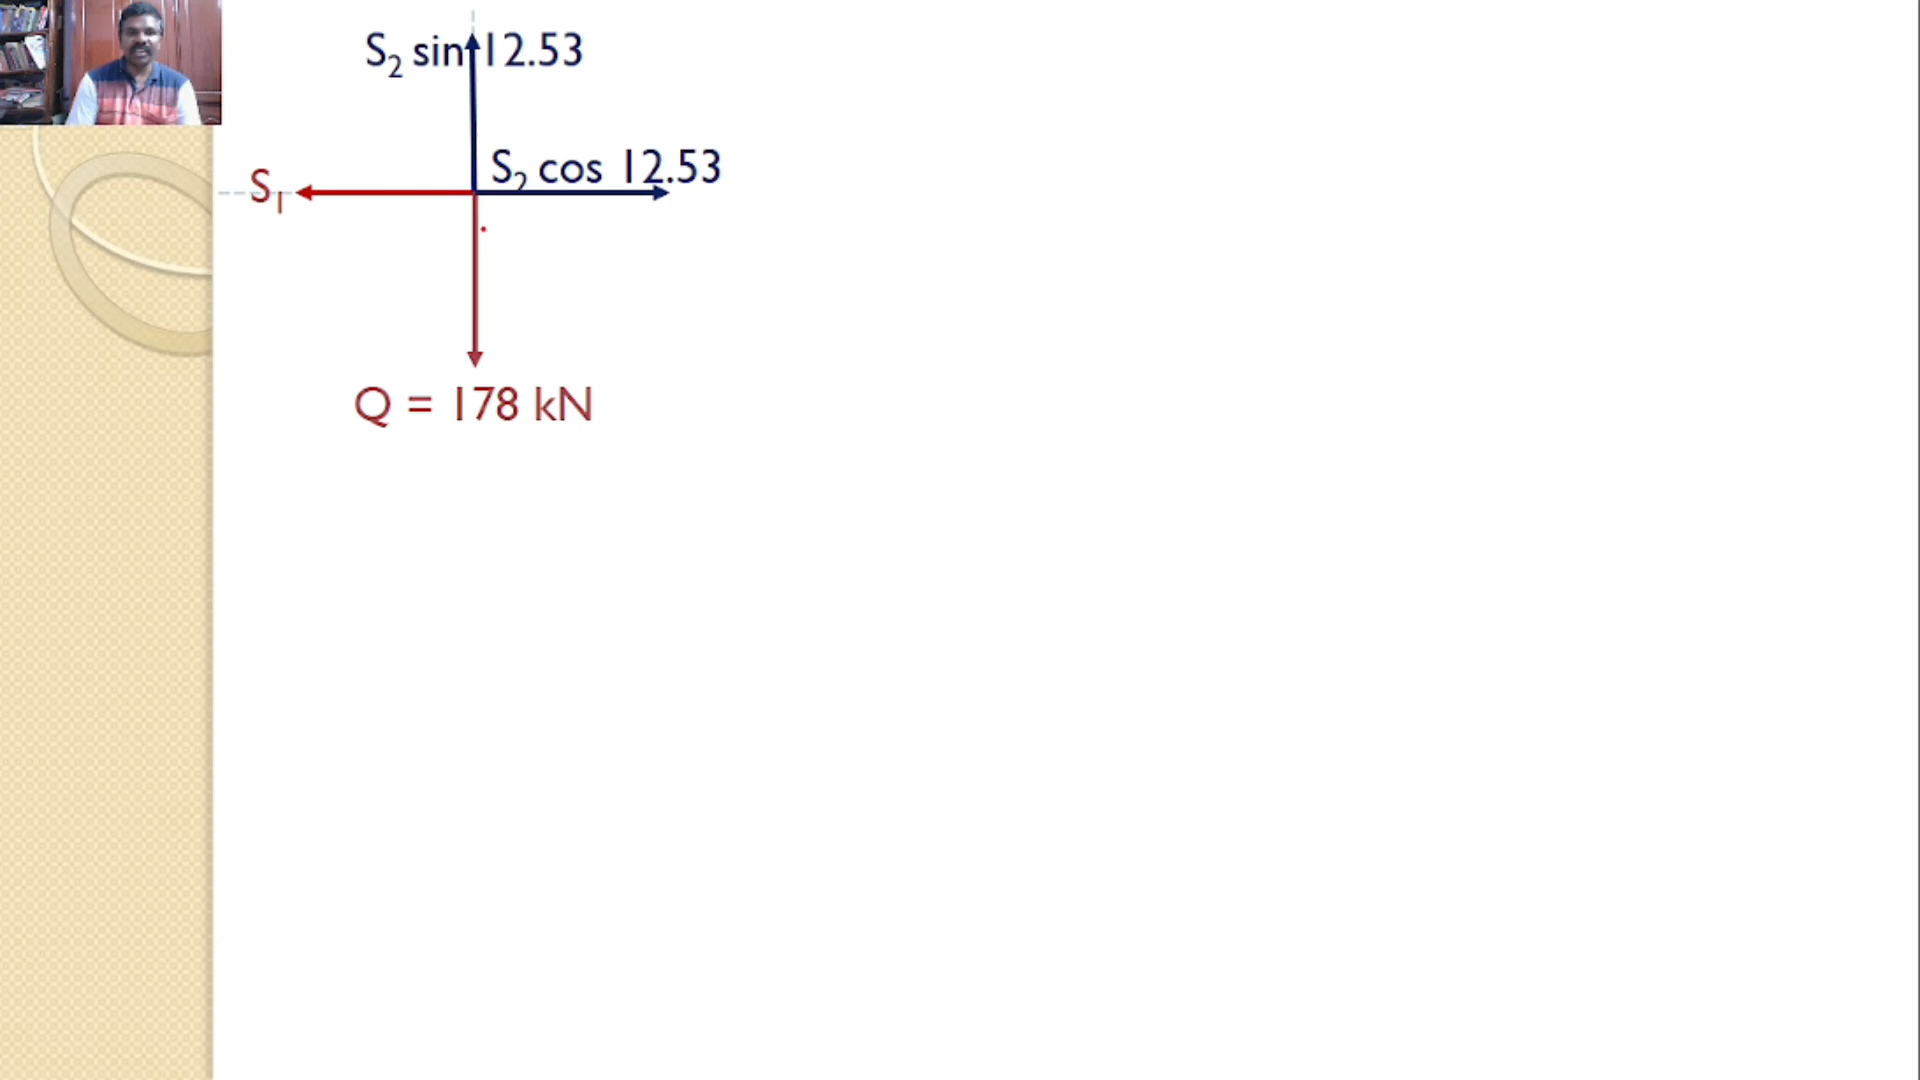 S₂ sin 12.53
S₂ cos 12.53
S₁
Q = 178 kN